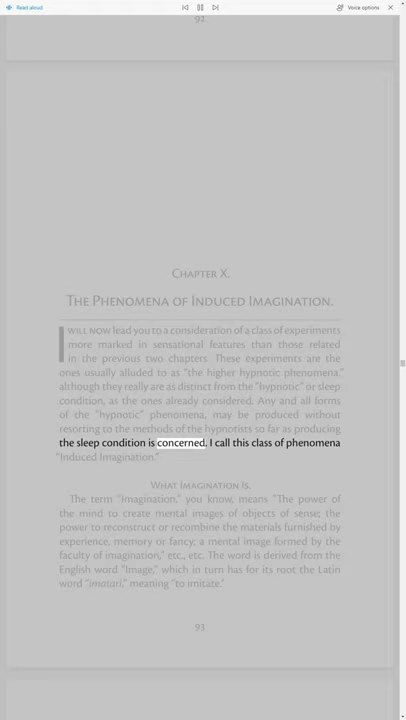 Read aloud
Voice options
92
Chapter X.
The Phenomena of Induced Imagination.
I will now lead you to a consideration of a class of experiments
more marked in sensational features than those related
in the previous two chapters. These experiments are the
ones usually alluded to as "the higher hypnotic phenomena."
although they really are as distinct from the "hypnotic" or sleep
condition, as the ones already considered. Any and all forms
of the "hypnotic" phenomena, may be produced without
resorting to the methods of the hypnotists so far as producing
the sleep condition is concerned. I call this class of phenomena
"Induced Imagination."
What Imagination is.
The term "Imagination," you know, means "The power of
the mind to create mental images of objects of sense; the
power to reconstruct or recombine the materials furnished by
experience, memory or fancy; a mental image formed by the
faculty of imagination," etc., etc. The word is derived from the
English word "Image," which in turn has for its root the Latin
word "imatari," meaning "to imitate."
93